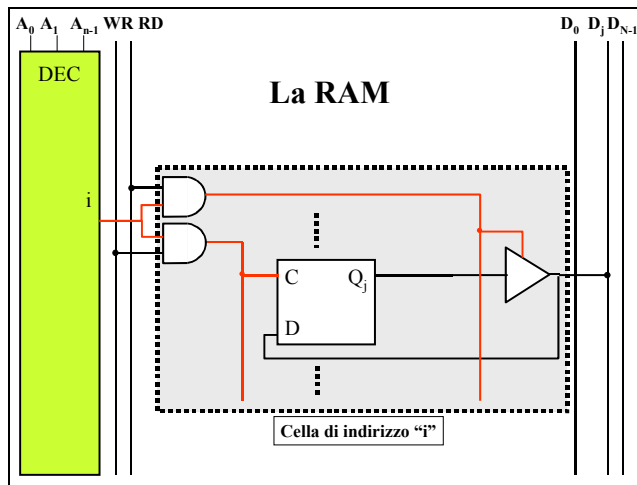 A0 A1 An-1 WR RD D0 Dj DN-1
DEC
La RAM
i
C Qj
D
Cella di indirizzo “i”